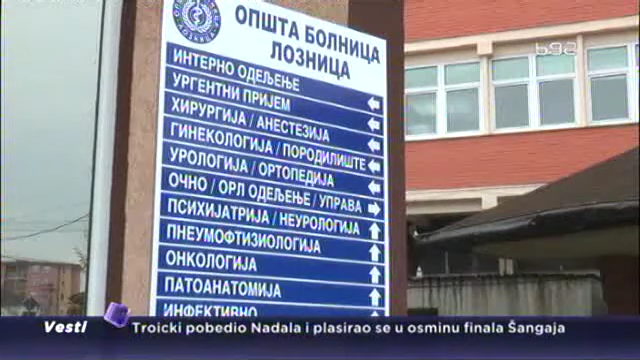 ОПШТА БОЛНИЦА
ЛОЗНИЦА
B92
ИНТЕРНО ОДЕЉЕЊЕ
УРГЕНТНИ ПРИЈЕМ
ХИРУРГИЈА / АНЕСТЕЗИЈА
ГИНЕКОЛОГИЈА / ПОРОДИЛИШТЕ
УРОЛОГИЈА / ОРТОПЕДИЈА
ОЧНО / ОРЛ ОДЕЉЕЊЕ / УПРАВА
ПСИХИЈАТРИЈА / НЕУРОЛОГИЈА
ПНЕУМОФТИЗИОЛОГИЈА
ОНКОЛОГИЈА
ПАТОАНАТОМИЈА
ИНФЕКТИВНО
Vesti Troicki pobedio Nadala i plasirao se u osminu finala Šangaja